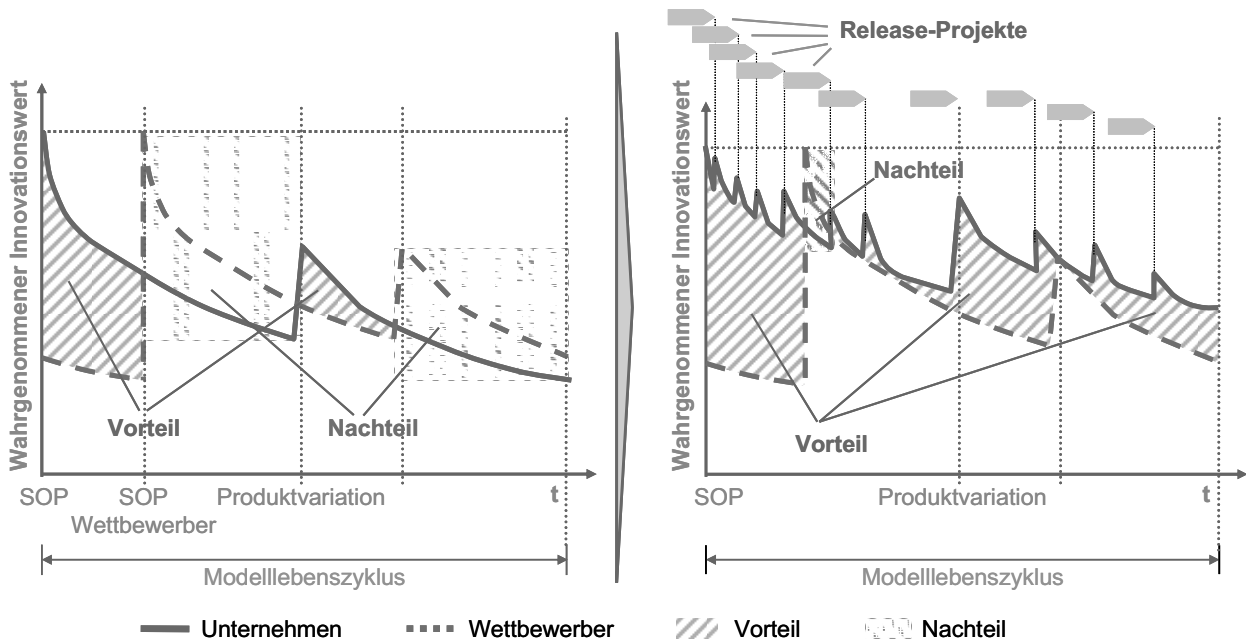 Release-Projekte
Wahrgenommener Innovationswert
Vorteil
Nachteil
SOP
SOP
Wettbewerber
Produktvariation
t
Modelllebenszyklus
Wahrgenommener Innovationswert
Nachteil
Vorteil
SOP
Produktvariation
t
Modelllebenszyklus
Unternehmen
Wettbewerber
Vorteil
Nachteil